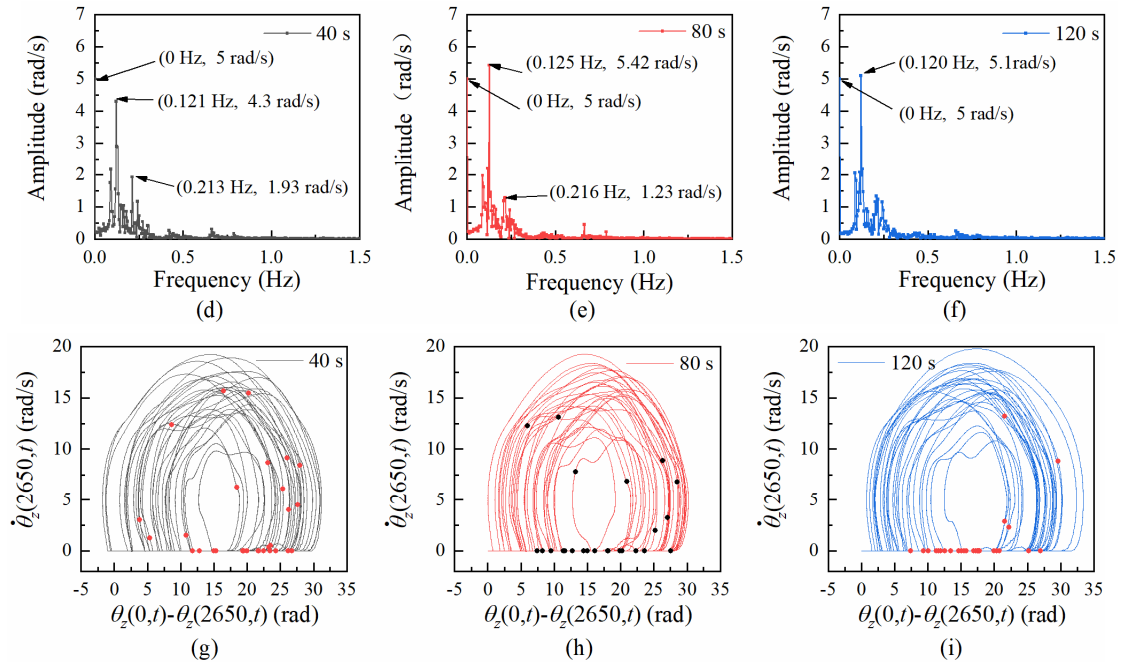 7
6
5
4
3
2
1
0
Amplitude (rad/s)
40 s
(0 Hz, 5 rad/s)
(0.121 Hz, 4.3 rad/s)
(0.213 Hz, 1.93 rad/s)
0.0 0.5 1.0 1.5
Frequency (Hz)
(d)
7
6
5
4
3
2
1
0
Amplitude（rad/s）
80 s
(0.125 Hz, 5.42 rad/s)
(0 Hz, 5 rad/s)
(0.216 Hz, 1.23 rad/s)
0.0 0.5 1.0 1.5
Frequency (Hz)
(e)
7
6
5
4
3
2
1
0
Amplitude (rad/s)
120 s
(0.120 Hz, 5.1rad/s)
(0 Hz, 5 rad/s)
0.0 0.5 1.0 1.5
Frequency (Hz)
(f)
20
15
10
5
0
θ̇z(2650,t) (rad/s)
40 s
-5 0 5 10 15 20 25 30 35
θz(0,t)-θz(2650,t) (rad)
(g)
20
15
10
5
0
θ̇z(2650,t) (rad/s)
80 s
-5 0 5 10 15 20 25 30 35
θz(0,t)-θz(2650,t) (rad)
(h)
20
15
10
5
0
θ̇z(2650,t) (rad/s)
120 s
-5 0 5 10 15 20 25 30 35
θz(0,t)-θz(2650,t) (rad)
(i)